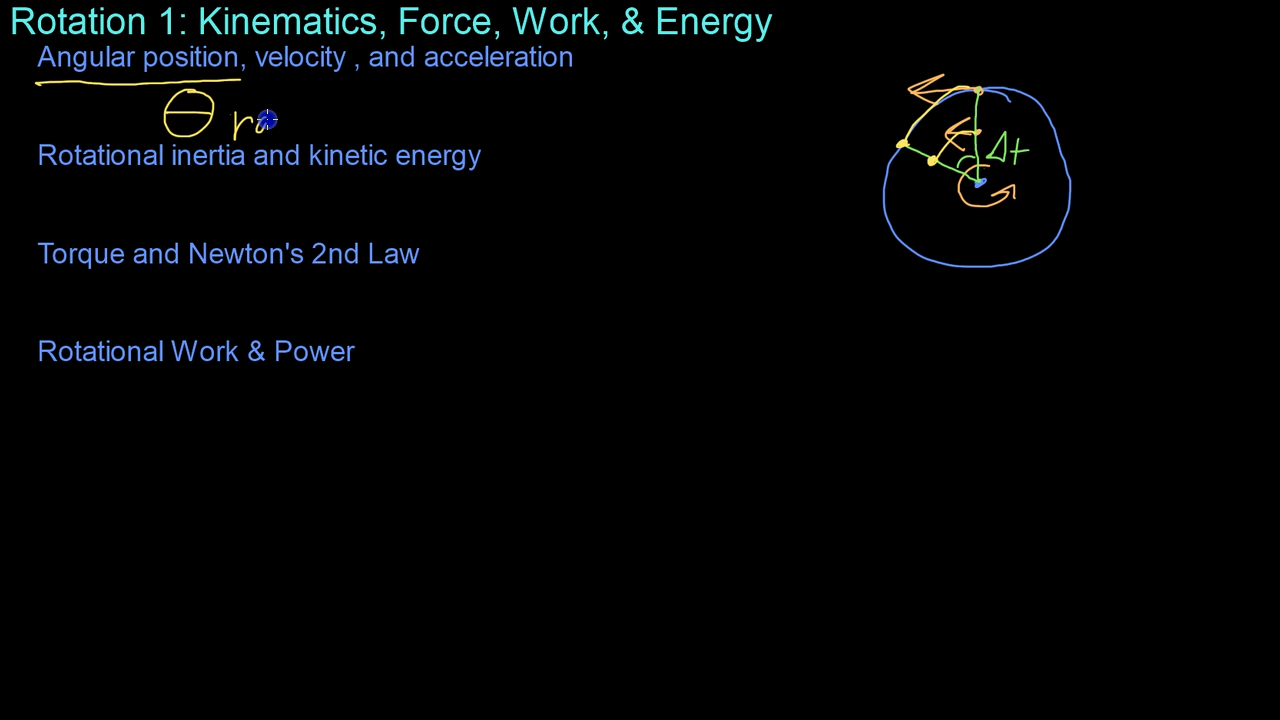 Rotation 1: Kinematics, Force, Work, & Energy
Angular position, velocity , and acceleration
θ ra
Δt
Rotational inertia and kinetic energy
Torque and Newton's 2nd Law
Rotational Work & Power